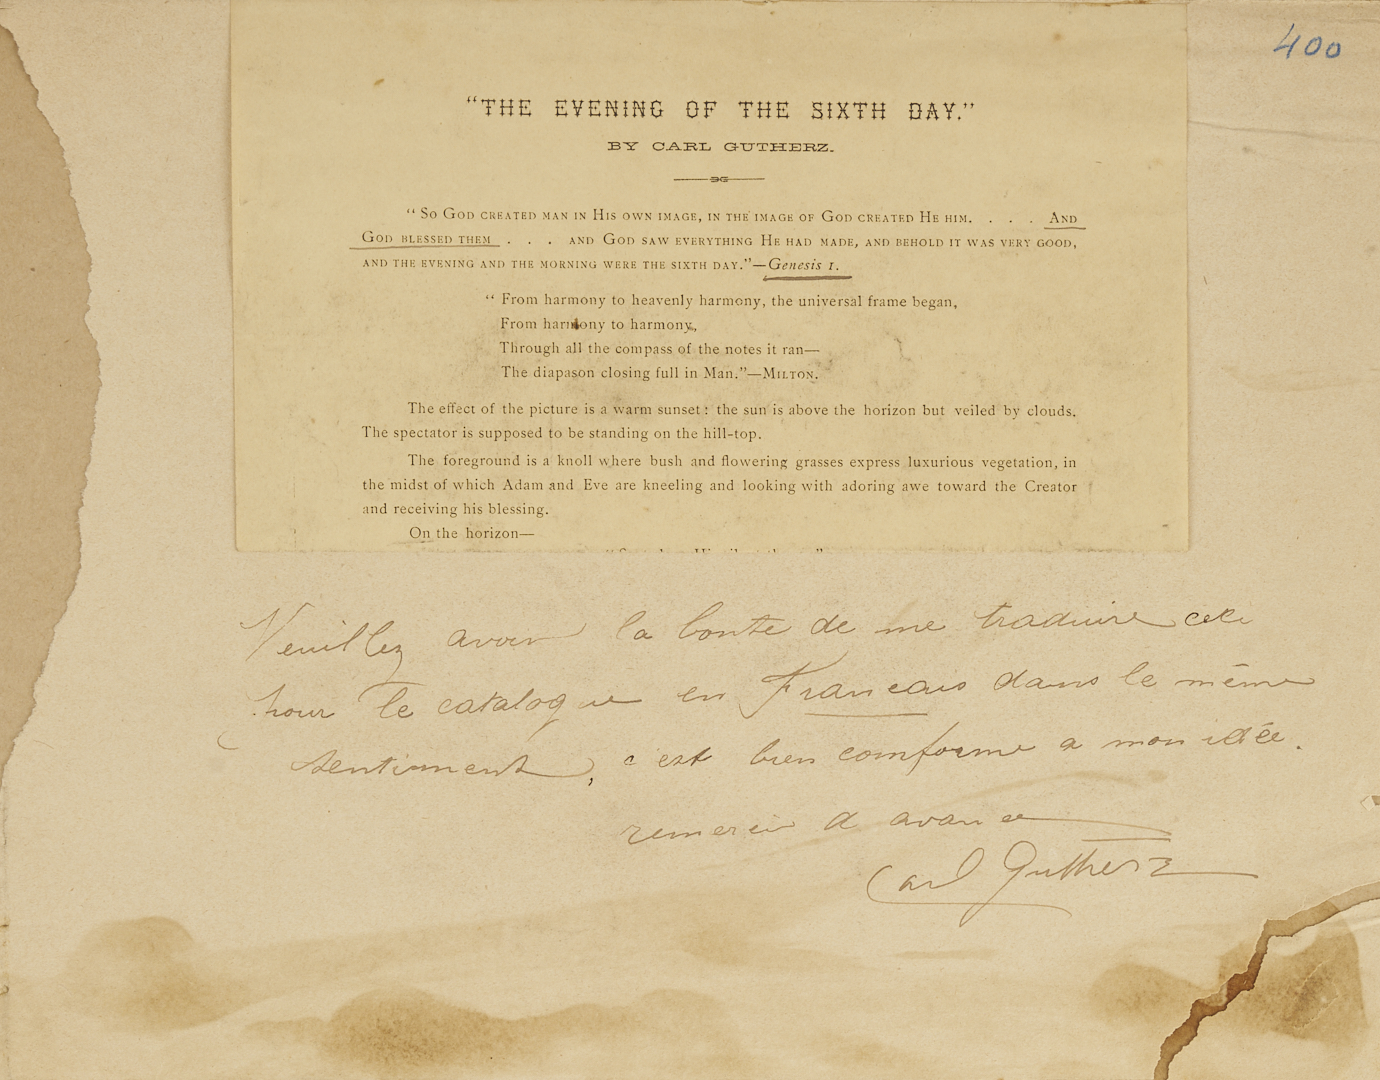 400
“THE EVENING OF THE SIXTH DAY.”
BY CARL GUTHERZ.
“ So God created man in His own image, in the image of God created He him. . . . And
God blessed them . . . and God saw everything He had made, and behold it was very good,
and the evening and the morning were the sixth day.”—Genesis 1.
“ From harmony to heavenly harmony, the universal frame began,
From harmony to harmony,
Through all the compass of the notes it ran—
The diapason closing full in Man.”—Milton.
The effect of the picture is a warm sunset: the sun is above the horizon but veiled by clouds.
The spectator is supposed to be standing on the hill-top.
The foreground is a knoll where bush and flowering grasses express luxurious vegetation, in
the midst of which Adam and Eve are kneeling and looking with adoring awe toward the Creator
and receiving his blessing.
On the horizon—
Veuillez avoir la bonte de me traduire cela
pour le catalogue en Francais dans le même
sentiment, c'est bien comforme a mon idée.
remercie d avance
Carl Gutherz